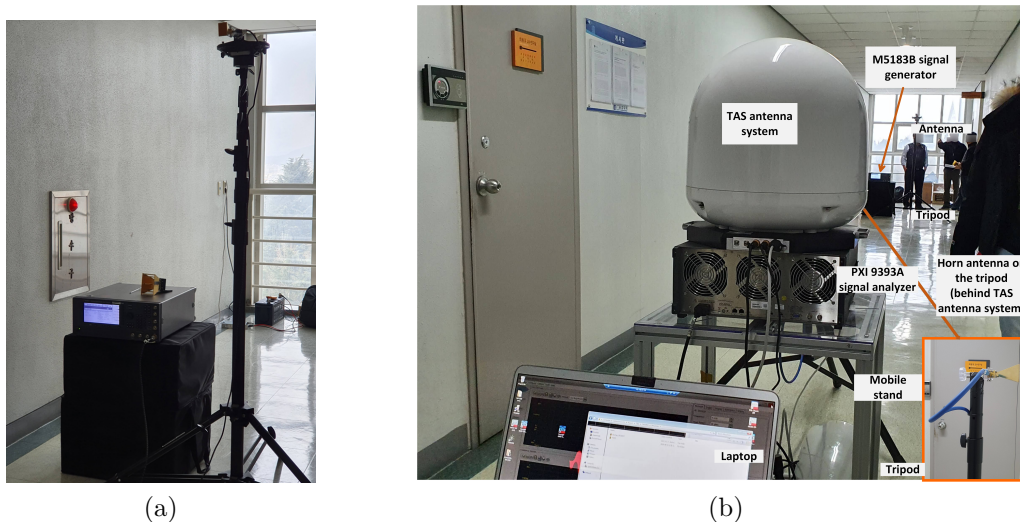 M5183B signal
generator
TAS antenna
system
Antenna
Tripod
PXI 9393A
signal analyzer
Horn antenna o
the tripod
(behind TAS
antenna system
Mobile
stand
Laptop
Tripod
(a)
(b)